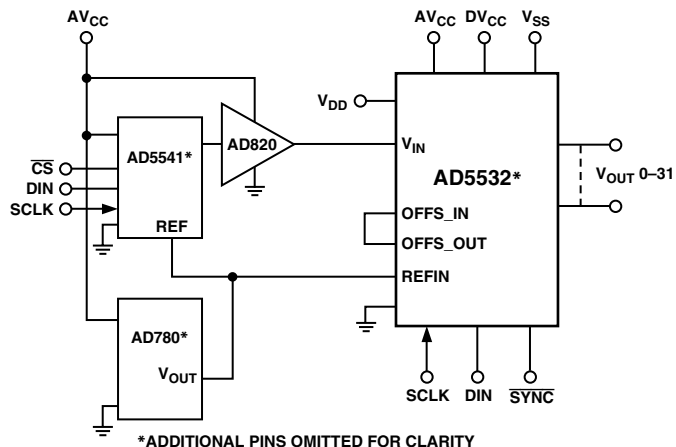 AVCC
AVCC DVCC VSS
VDD
AD5541*
AD820
VIN
CS
DIN
SCLK
REF
AD5532*
VOUT 0–31
OFFS_IN
OFFS_OUT
REFIN
AD780*
VOUT
SCLK DIN SYNC
*ADDITIONAL PINS OMITTED FOR CLARITY